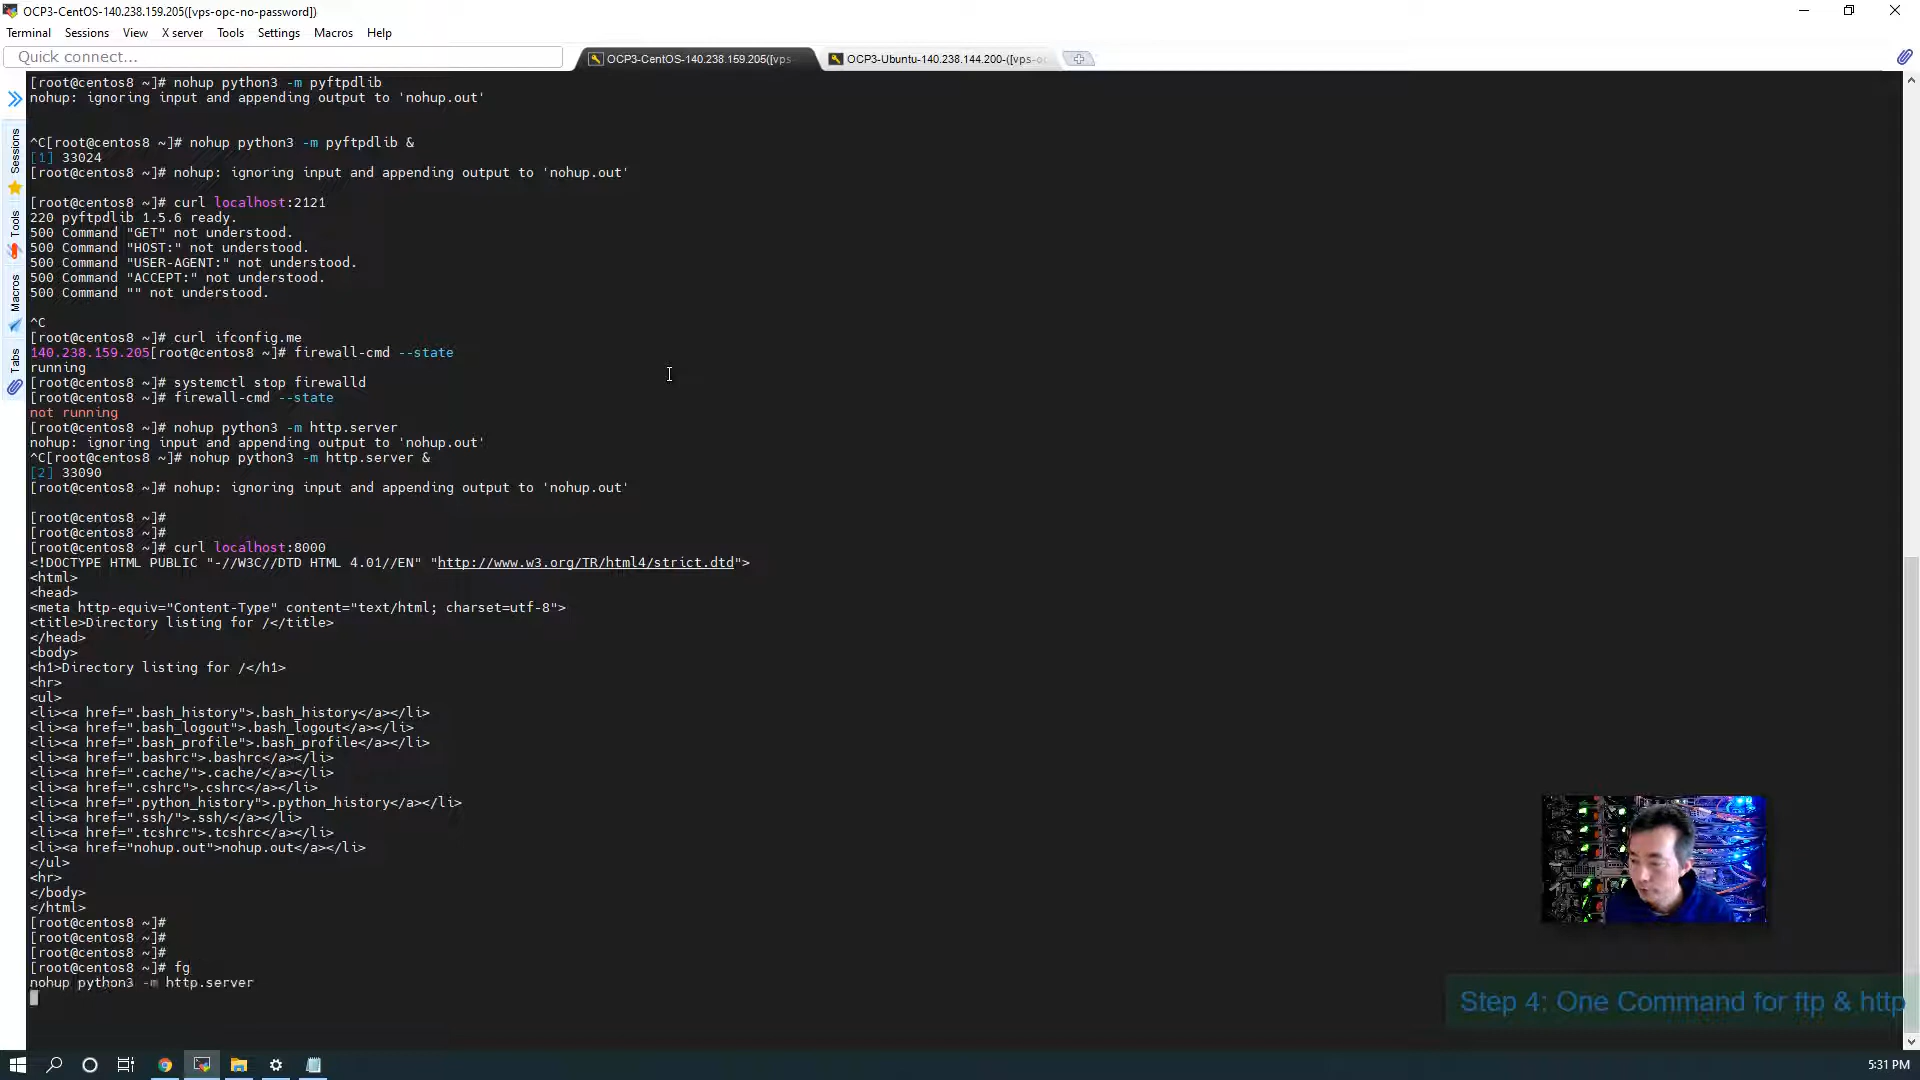 OCP3-CentOS-140.238.159.205([vps-opc-no-password])
Terminal Sessions View X server Tools Settings Macros Help
Quick connect...
OCP3-CentOS-140.238.159.205([vps-
OCP3-Ubuntu-140.238.144.200-([vps-oc
Sessions
Tools
Macros
Tabs
[root@centos8 ~]# nohup python3 -m pyftpdlib
nohup: ignoring input and appending output to 'nohup.out'
^C[root@centos8 ~]# nohup python3 -m pyftpdlib &
[1] 33024
[root@centos8 ~]# nohup: ignoring input and appending output to 'nohup.out'
[root@centos8 ~]# curl localhost:2121
220 pyftpdlib 1.5.6 ready.
500 Command "GET" not understood.
500 Command "HOST:" not understood.
500 Command "USER-AGENT:" not understood.
500 Command "ACCEPT:" not understood.
500 Command "" not understood.
^C
[root@centos8 ~]# curl ifconfig.me
140.238.159.205[root@centos8 ~]# firewall-cmd --state
running
[root@centos8 ~]# systemctl stop firewalld
[root@centos8 ~]# firewall-cmd --state
not running
[root@centos8 ~]# nohup python3 -m http.server
nohup: ignoring input and appending output to 'nohup.out'
^C[root@centos8 ~]# nohup python3 -m http.server &
[2] 33090
[root@centos8 ~]# nohup: ignoring input and appending output to 'nohup.out'
[root@centos8 ~]#
[root@centos8 ~]#
[root@centos8 ~]# curl localhost:8000
<!DOCTYPE HTML PUBLIC "-//W3C//DTD HTML 4.01//EN" "http://www.w3.org/TR/html4/strict.dtd">
<html>
<head>
<meta http-equiv="Content-Type" content="text/html; charset=utf-8">
<title>Directory listing for /</title>
</head>
<body>
<h1>Directory listing for /</h1>
<hr>
<ul>
<li><a href=".bash_history">.bash_history</a></li>
<li><a href=".bash_logout">.bash_logout</a></li>
<li><a href=".bash_profile">.bash_profile</a></li>
<li><a href=".bashrc">.bashrc</a></li>
<li><a href=".cache/">.cache/</a></li>
<li><a href=".cshrc">.cshrc</a></li>
<li><a href=".python_history">.python_history</a></li>
<li><a href=".ssh/">.ssh/</a></li>
<li><a href=".tcshrc">.tcshrc</a></li>
<li><a href="nohup.out">nohup.out</a></li>
</ul>
<hr>
</body>
</html>
[root@centos8 ~]#
[root@centos8 ~]#
[root@centos8 ~]#
[root@centos8 ~]# fg
nohup python3 -m http.server
Step 4: One Command for ftp & http
5:31 PM